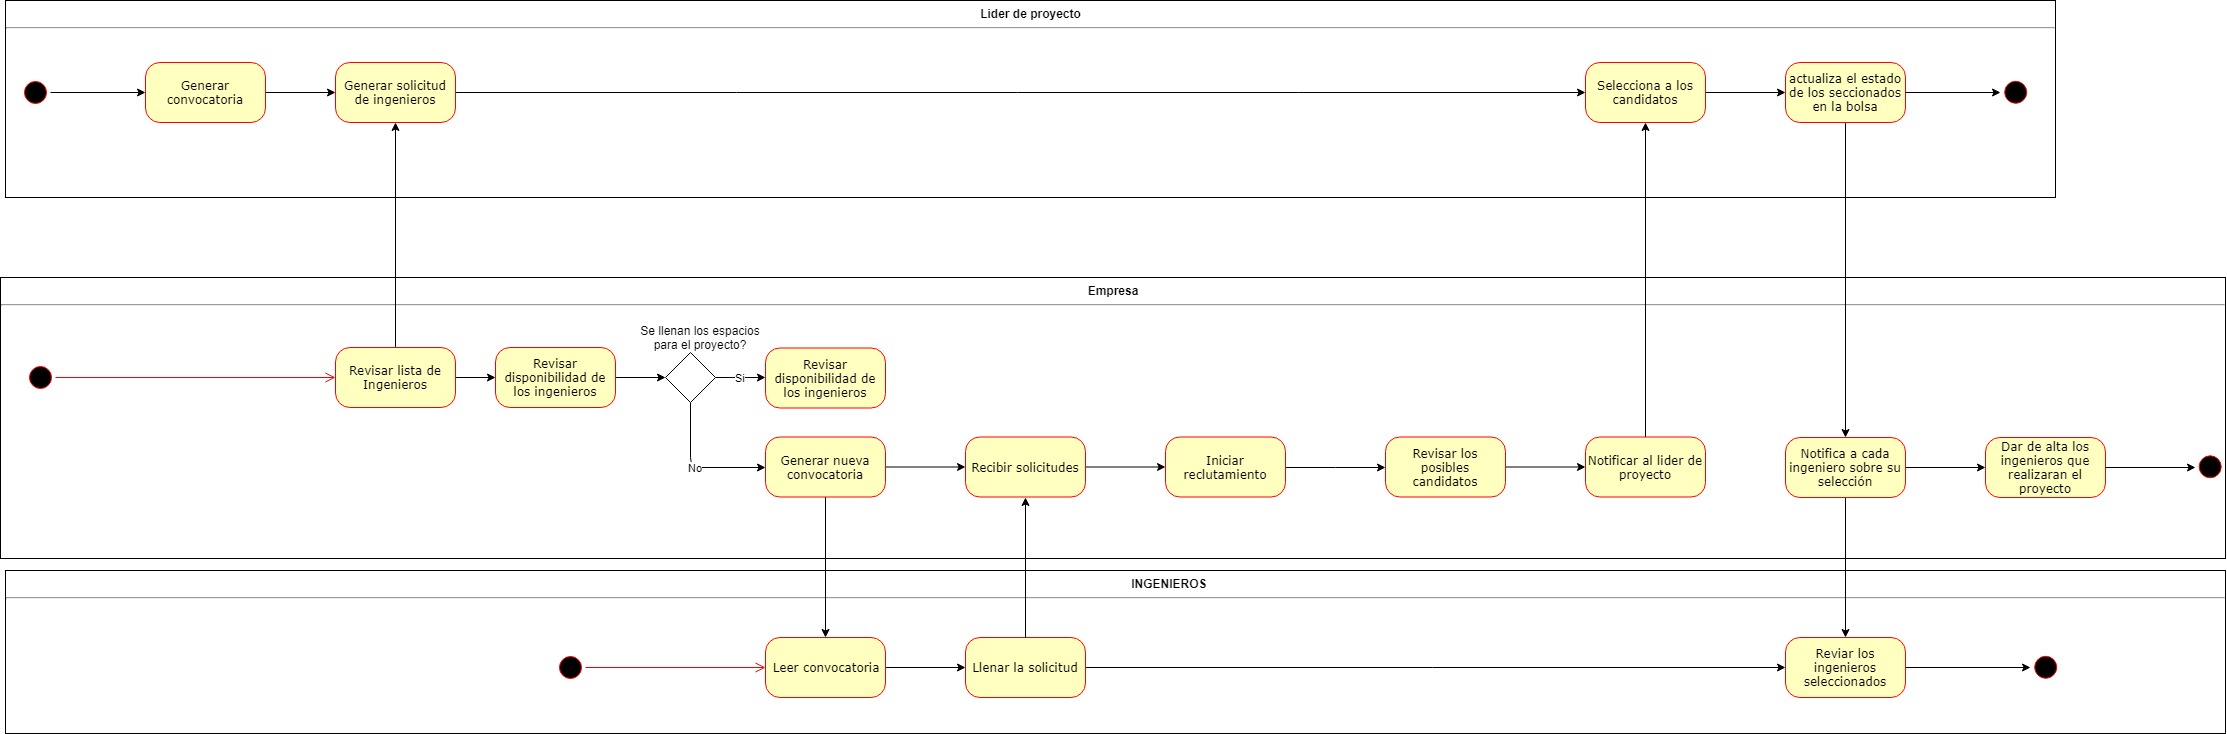 Lider de proyecto
Generar
convocatoria
Generar solicitud
de ingenieros
Selecciona a los
candidatos
actualiza el estado
de los seccionados
en la bolsa
Empresa
Revisar lista de
Ingenieros
Revisar
disponibilidad de
los ingenieros
Se llenan los espacios
para el proyecto?
Si
Revisar
disponibilidad de
los ingenieros
No
Generar nueva
convocatoria
Recibir solicitudes
Iniciar
reclutamiento
Revisar los
posibles
candidatos
Notificar al lider de
proyecto
Notifica a cada
ingeniero sobre su
selección
Dar de alta los
ingenieros que
realizaran el
proyecto
INGENIEROS
Leer convocatoria
Llenar la solicitud
Reviar los
ingenieros
seleccionados